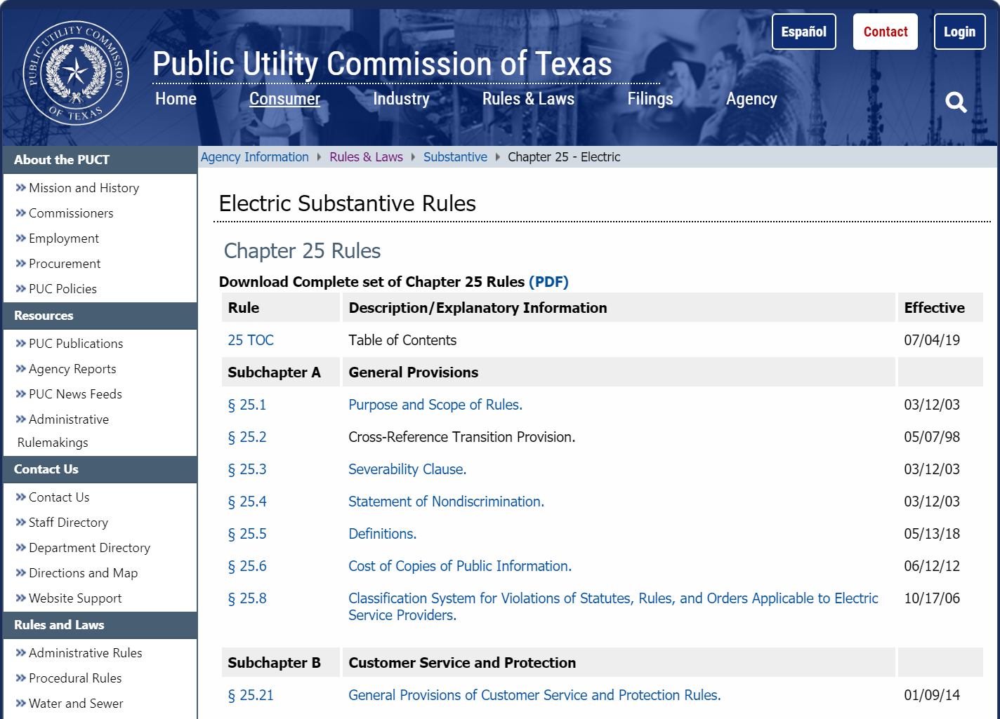 PUBLIC UTILITY COMMISSION
OF TEXAS
Español
Contact
Login
Public Utility Commission of Texas
Home
Consumer
Industry
Rules & Laws
Filings
Agency
About the PUCT
Mission and History
Commissioners
Employment
Procurement
PUC Policies
Resources
PUC Publications
Agency Reports
PUC News Feeds
Administrative
Rulemakings
Contact Us
Contact Us
Staff Directory
Department Directory
Directions and Map
Website Support
Rules and Laws
Administrative Rules
Procedural Rules
Water and Sewer
Agency Information Rules & Laws Substantive Chapter 25 - Electric
Electric Substantive Rules
Chapter 25 Rules
Download Complete set of Chapter 25 Rules (PDF)
Rule Description/Explanatory Information Effective
25 TOC Table of Contents 07/04/19
Subchapter A General Provisions
§ 25.1 Purpose and Scope of Rules. 03/12/03
§ 25.2 Cross-Reference Transition Provision. 05/07/98
§ 25.3 Severability Clause. 03/12/03
§ 25.4 Statement of Nondiscrimination. 03/12/03
§ 25.5 Definitions. 05/13/18
§ 25.6 Cost of Copies of Public Information. 06/12/12
§ 25.8 Classification System for Violations of Statutes, Rules, and Orders Applicable to Electric 10/17/06
Service Providers.
Subchapter B Customer Service and Protection
§ 25.21 General Provisions of Customer Service and Protection Rules. 01/09/14